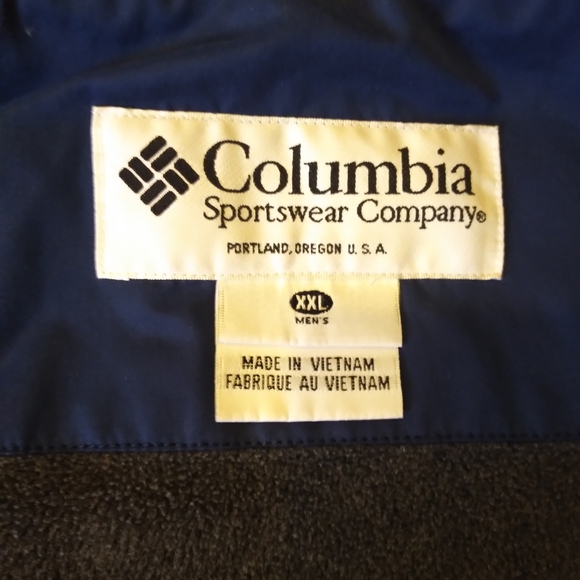 Columbia
Sportswear Company®
PORTLAND, OREGON U. S. A.
XXL
MEN'S
MADE IN VIETNAM
FABRIQUE AU VIETNAM